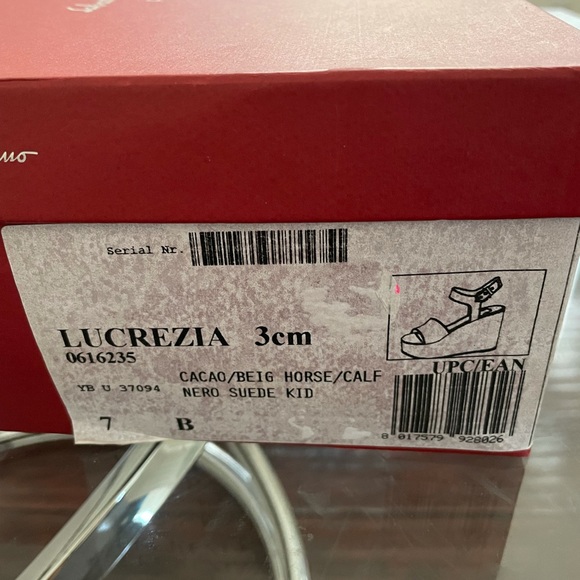 Serial Nr.
LUCREZIA 3cm
0616235
UPC/EAN
CACAO/BEIG HORSE/CALF
YB U 37094 NERO SUEDE KID
7 B
8 017579 928026